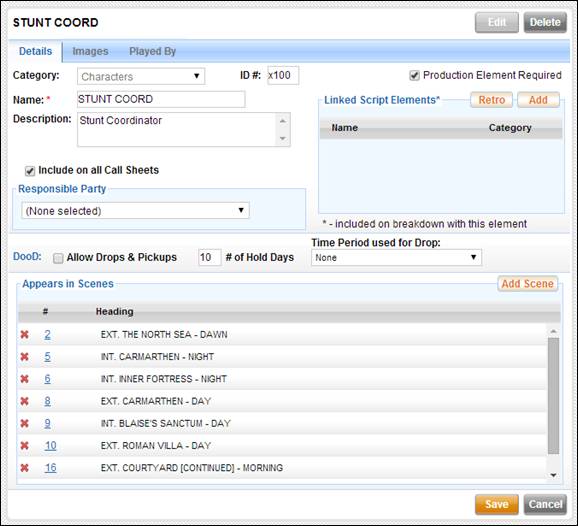 STUNT COORD Edit Delete
Details Images Played By
Category: Characters ID #: x100 Production Element Required
Name: * STUNT COORD
Linked Script Elements* Retro Add
Description: Stunt Coordinator
Name Category
Include on all Call Sheets
Responsible Party
(None selected)
* - included on breakdown with this element
DooD: Allow Drops & Pickups 10 # of Hold Days Time Period used for Drop:
None
Appears in Scenes Add Scene
# Heading
2 EXT. THE NORTH SEA - DAWN
5 INT. CARMARTHEN - NIGHT
6 INT. INNER FORTRESS - NIGHT
8 EXT. CARMARTHEN - DAY
9 INT. BLAISE'S SANCTUM - DAY
10 EXT. ROMAN VILLA - DAY
16 EXT. COURTYARD [CONTINUED] - MORNING
Save Cancel